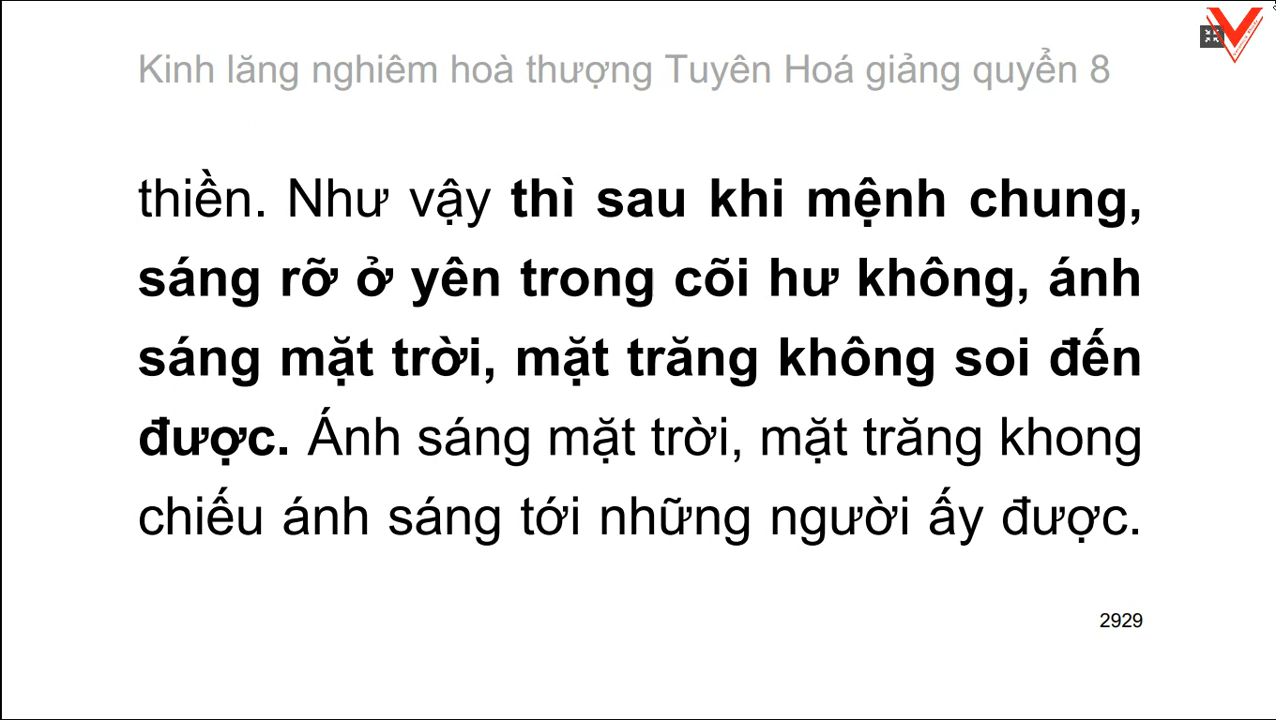 Kinh lăng nghiêm hoà thượng Tuyên Hoá giảng quyển 8
thiền. Như vậy thì sau khi mệnh chung,
sáng rỡ ở yên trong cõi hư không, ánh
sáng mặt trời, mặt trăng không soi đến
được. Ánh sáng mặt trời, mặt trăng khong
chiếu ánh sáng tới những người ấy được.
2929